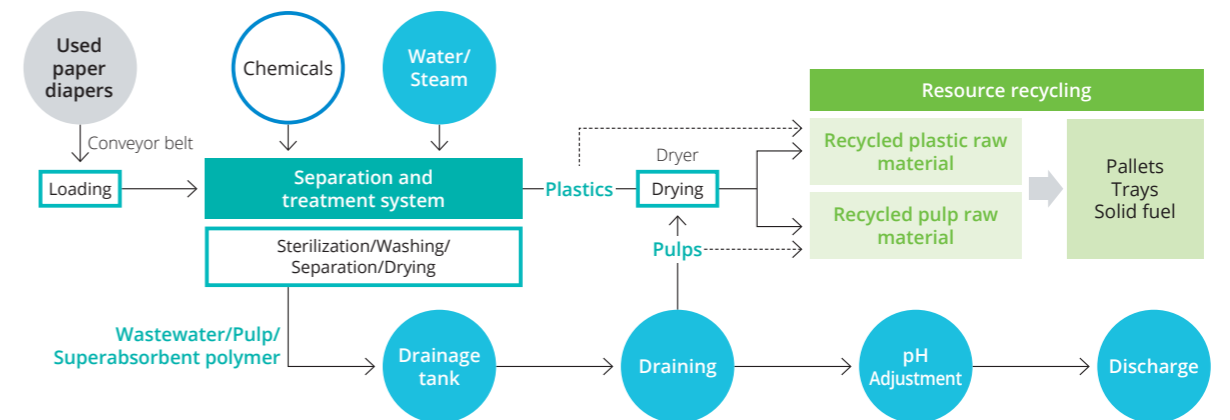 Used
paper
diapers
Chemicals
Water/
Steam
Resource recycling
Conveyor belt
Loading
Separation and
treatment system
Plastics
Dryer
Drying
Recycled plastic raw
material
Pallets
Trays
Solid fuel
Sterilization/Washing/
Separation/Drying
Pulps
Recycled pulp raw
material
Wastewater/Pulp/
Superabsorbent polymer
Drainage
tank
Draining
pH
Adjustment
Discharge